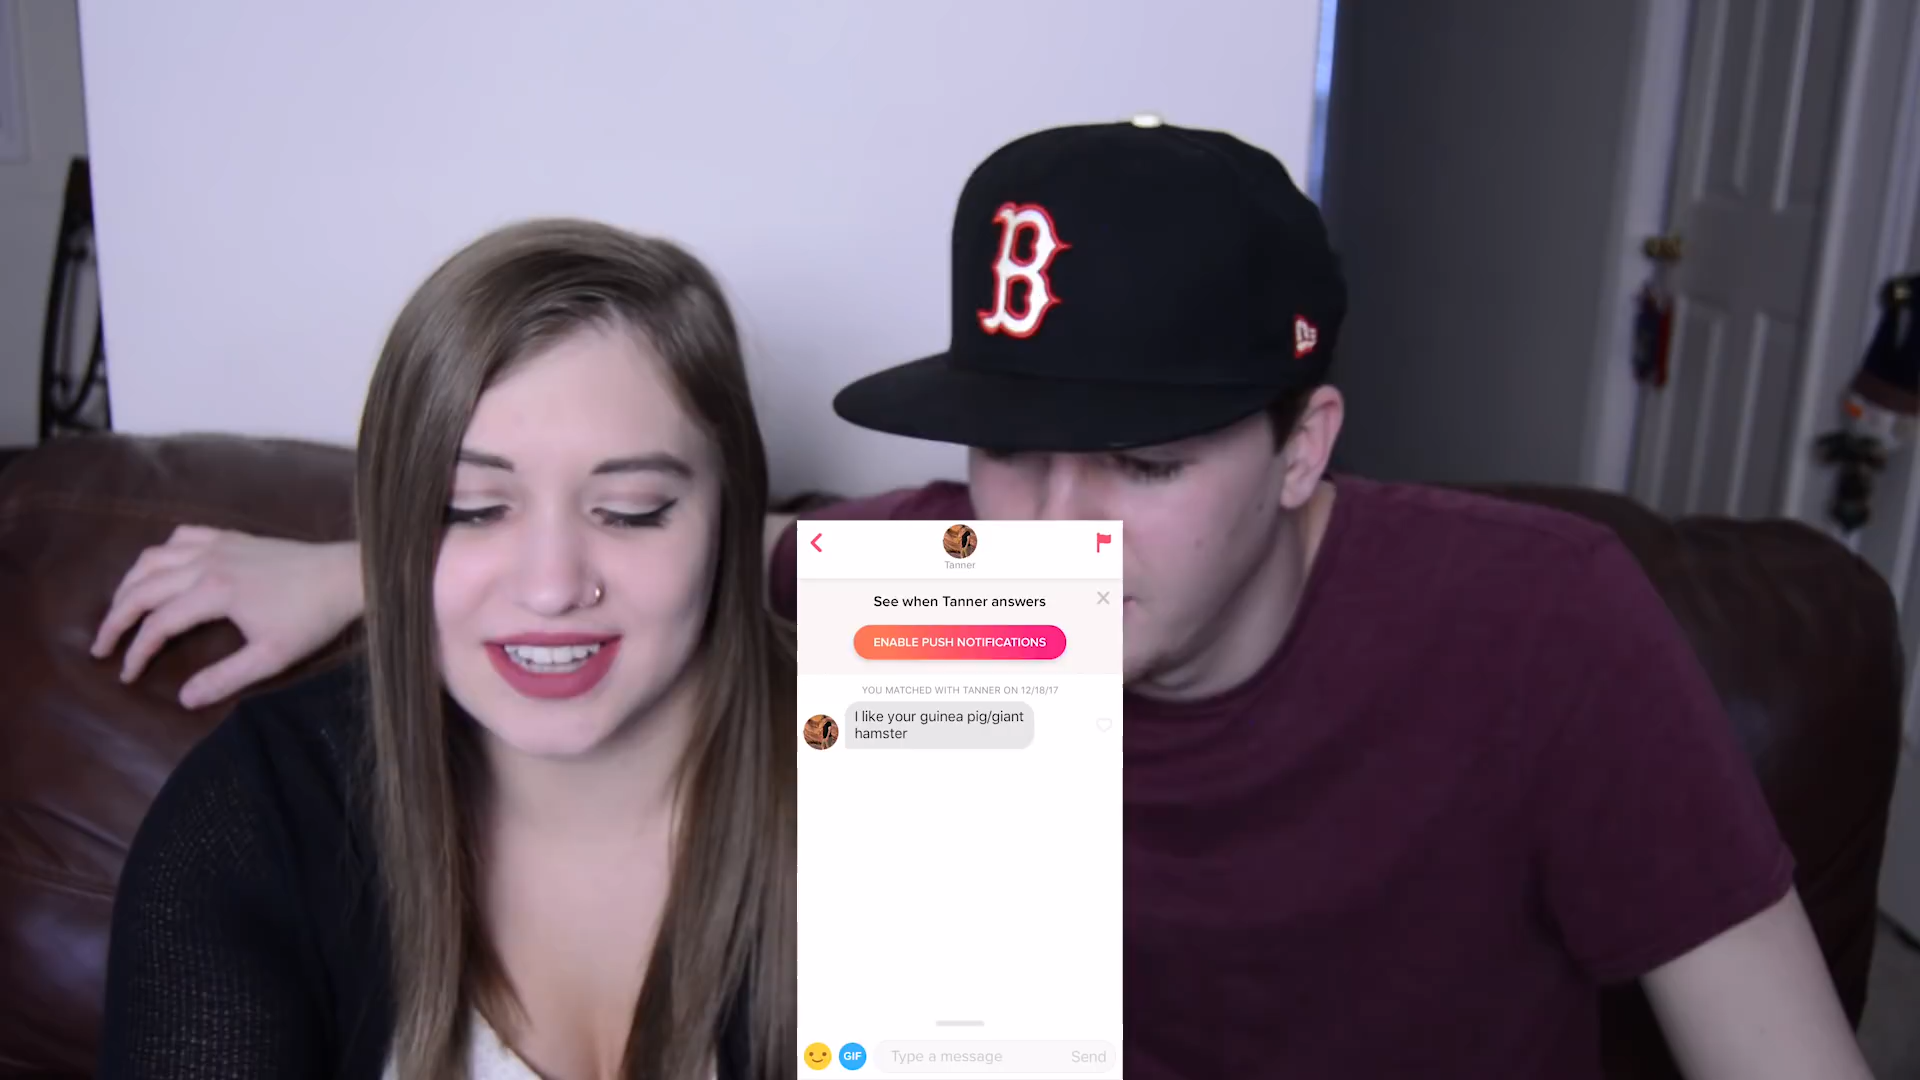 B
Tanner
See when Tanner answers
ENABLE PUSH NOTIFICATIONS
YOU MATCHED WITH TANNER ON 12/18/17
I like your guinea pig/giant
hamster
GIF
Type a message
Send